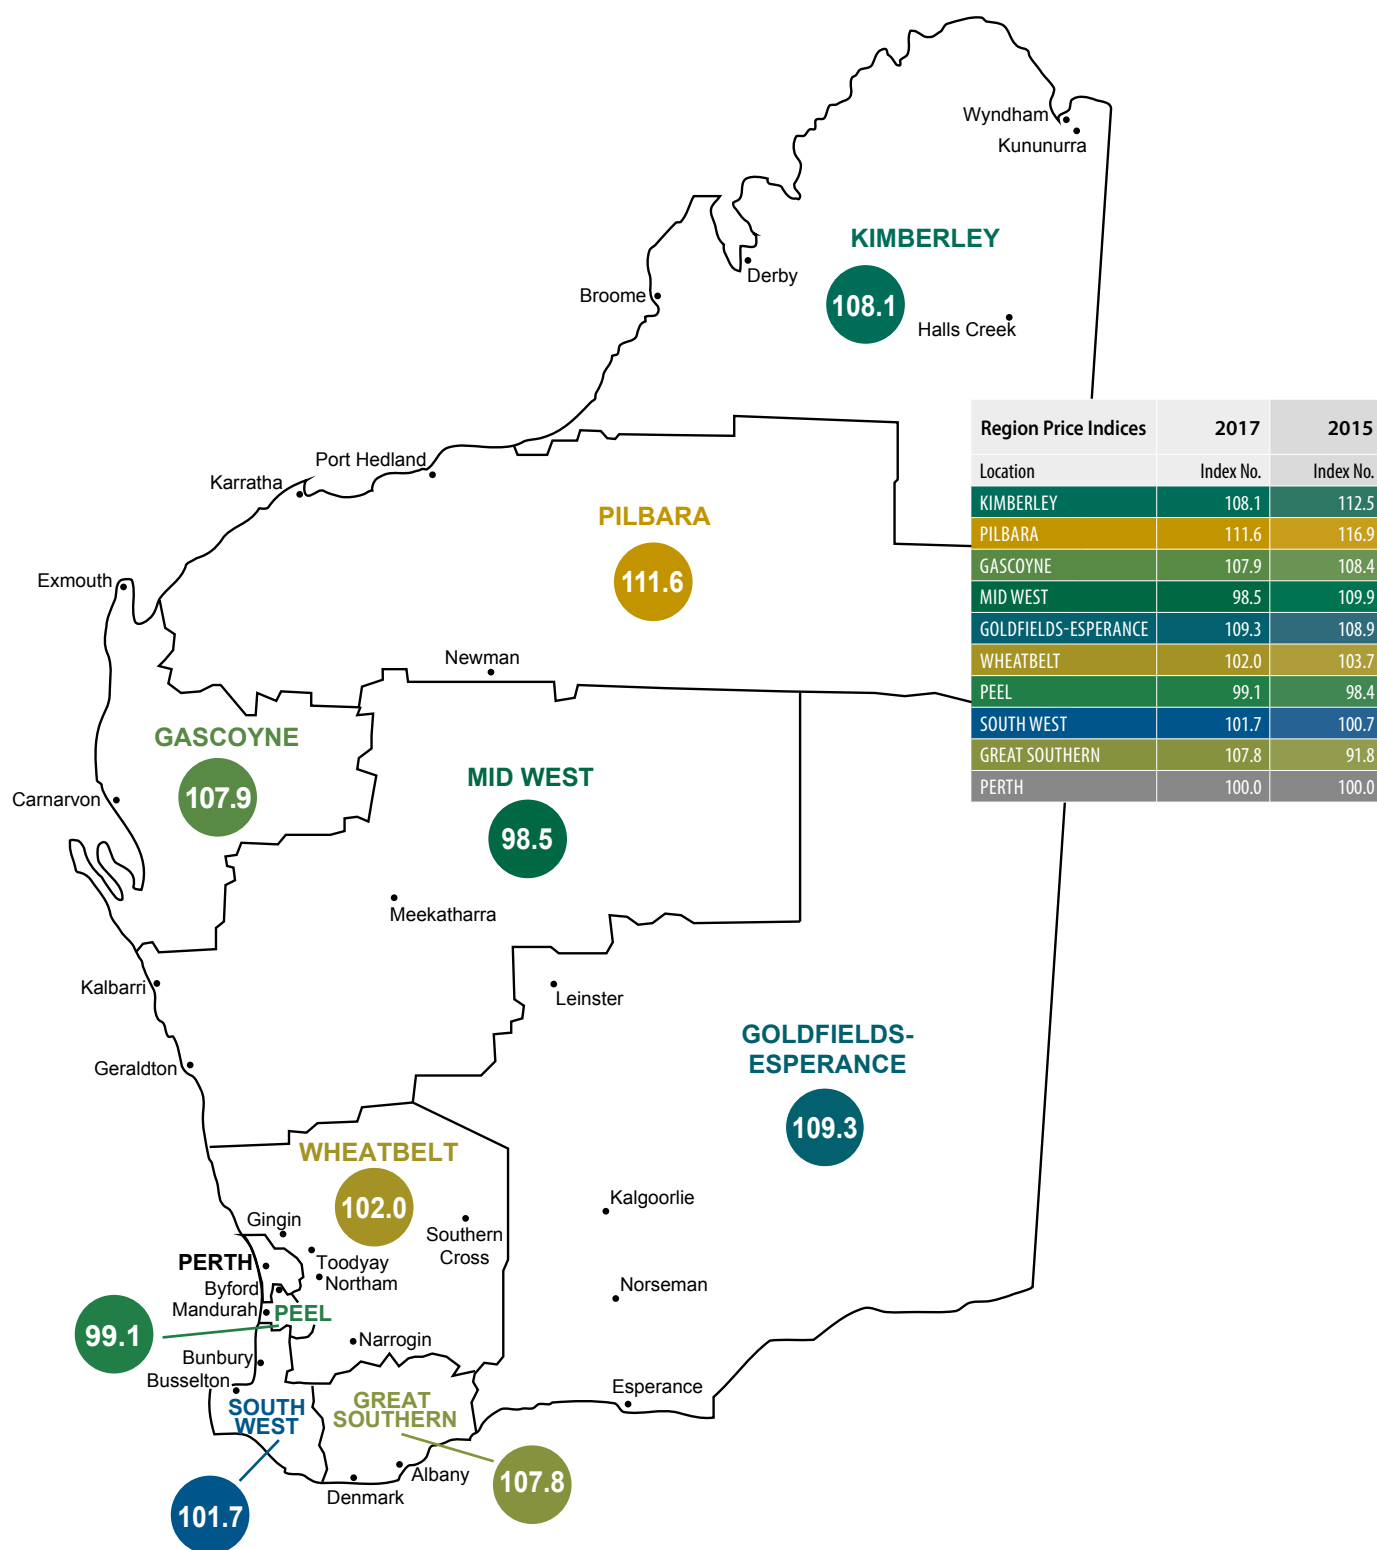 Wyndham
Kununurra
KIMBERLEY
Derby
108.1
Broome
Halls Creek
Region Price Indices 2017 2015
Location Index No. Index No.
KIMBERLEY 108.1 112.5
PILBARA 111.6 116.9
GASCOYNE 107.9 108.4
MID WEST 98.5 109.9
GOLDFIELDS-ESPERANCE 109.3 108.9
WHEATBELT 102.0 103.7
PEEL 99.1 98.4
SOUTH WEST 101.7 100.7
GREAT SOUTHERN 107.8 91.8
PERTH 100.0 100.0
Port Hedland
Karratha
PILBARA
111.6
Exmouth
Newman
GASCOYNE
107.9
MID WEST
98.5
Carnarvon
Meekatharra
Kalbarri
Leinster
GOLDFIELDS-
ESPERANCE
109.3
Geraldton
WHEATBELT
102.0
Kalgoorlie
Gingin
Southern
Cross
PERTH
Toodyay
Northam
Byford
Mandurah
PEEL
99.1
Norseman
Narrogin
Bunbury
Busselton
SOUTH
WEST
GREAT
SOUTHERN
Esperance
Albany
107.8
Denmark
101.7